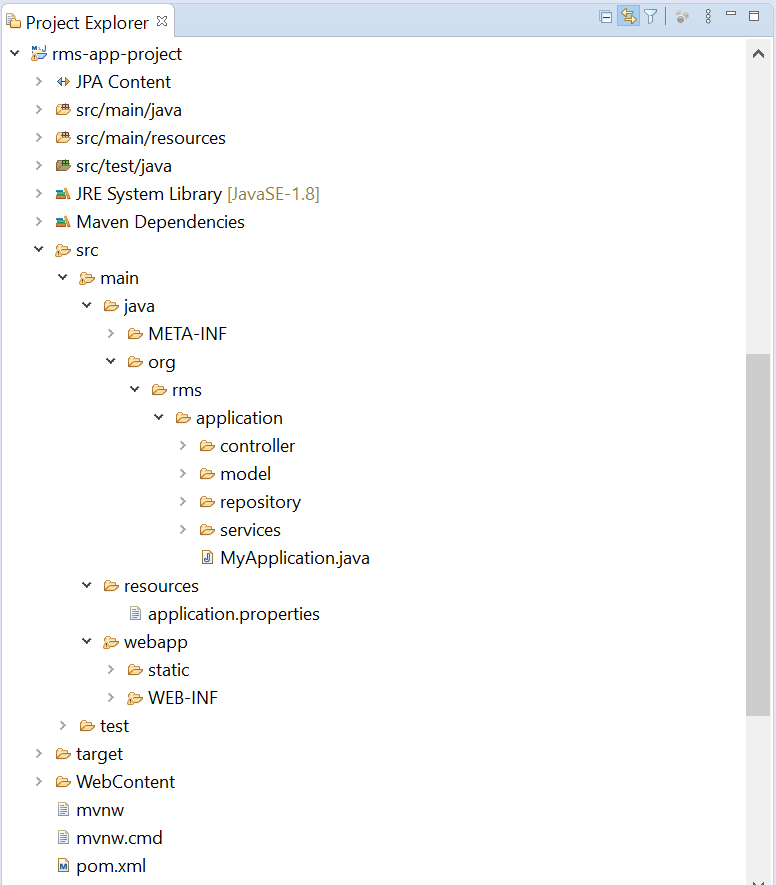 Project Explorer
rms-app-project
JPA Content
src/main/java
src/main/resources
src/test/java
JRE System Library [JavaSE-1.8]
Maven Dependencies
src
main
java
META-INF
org
rms
application
controller
model
repository
services
MyApplication.java
resources
application.properties
webapp
static
WEB-INF
test
target
WebContent
mvnw
mvnw.cmd
pom.xml